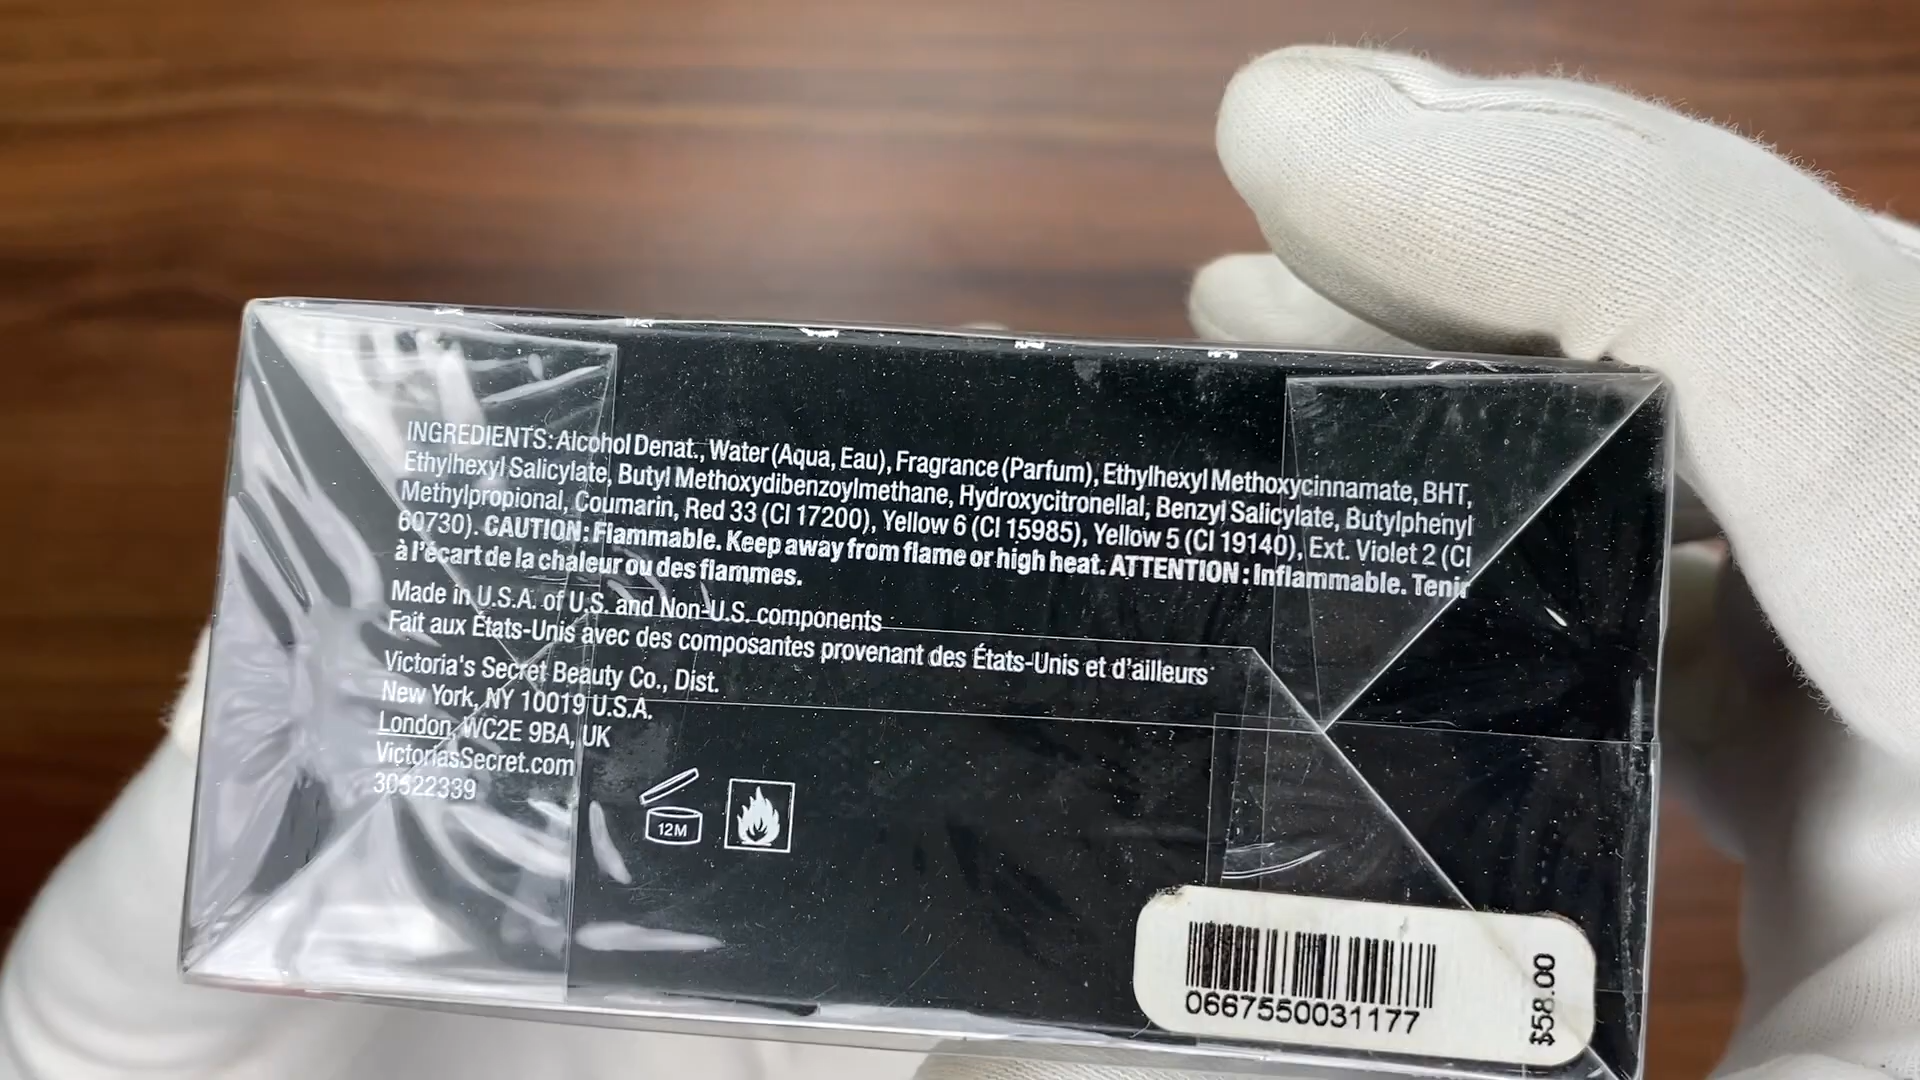 INGREDIENTS: Alcohol Denat., Water (Aqua, Eau), Fragrance (Parfum), Ethylhexyl Methoxycinnamate, BHT,
Ethylhexyl Salicylate, Butyl Methoxydibenzoylmethane, Hydroxycitronellal, Benzyl Salicylate, Butylphenyl
Methylpropional, Coumarin, Red 33 (CI 17200), Yellow 6 (CI 15985), Yellow 5 (CI 19140), Ext. Violet 2 (CI
60730). CAUTION: Flammable. Keep away from flame or high heat. ATTENTION : Inflammable. Tenir
à l'écart de la chaleur ou des flammes.
Made in U.S.A. of U.S. and Non-U.S. components
Fait aux États-Unis avec des composantes provenant des États-Unis et d'ailleurs
Victoria's Secret Beauty Co., Dist.
New York, NY 10019 U.S.A.
London, WC2E 9BA, UK
VictoriasSecret.com
30522339
12M
0667550031177
$58.00